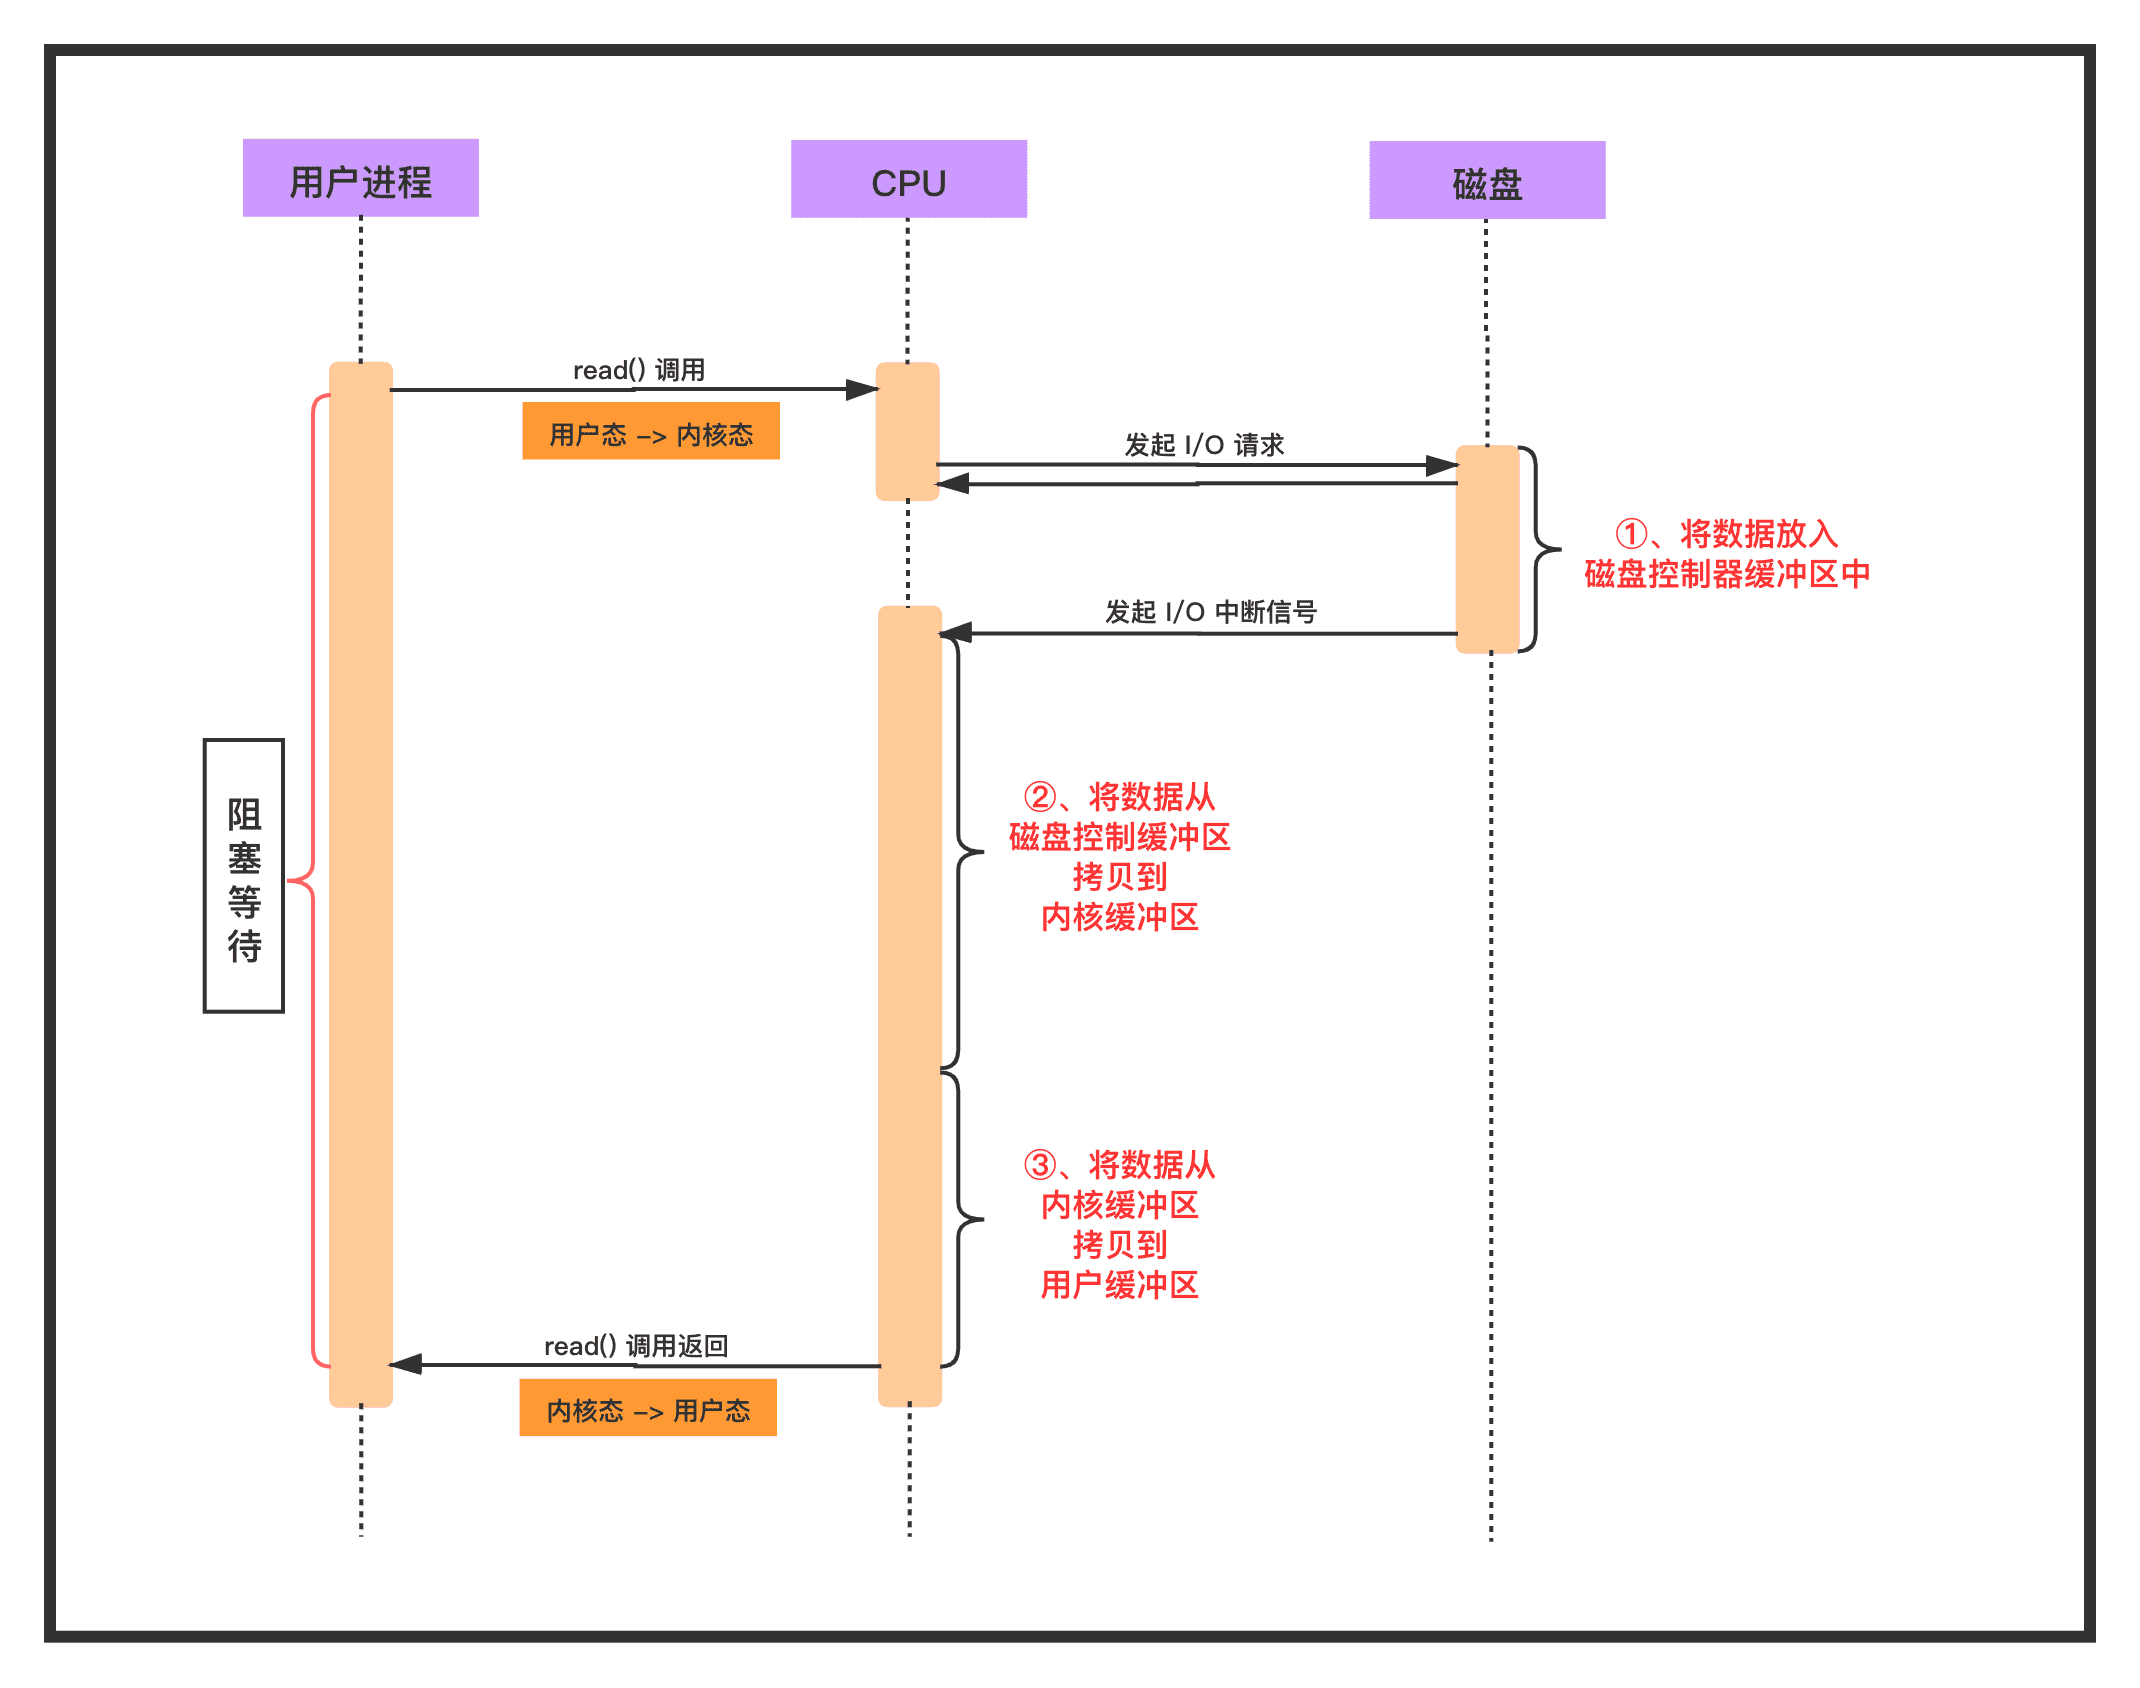 用户进程
CPU
磁盘
read() 调用
用户态 -> 内核态
发起 I/O 请求
①、将数据放入
磁盘控制器缓冲区中
发起 I/O 中断信号
阻
塞
等
待
②、将数据从
磁盘控制缓冲区
拷贝到
内核缓冲区
③、将数据从
内核缓冲区
拷贝到
用户缓冲区
read() 调用返回
内核态 -> 用户态